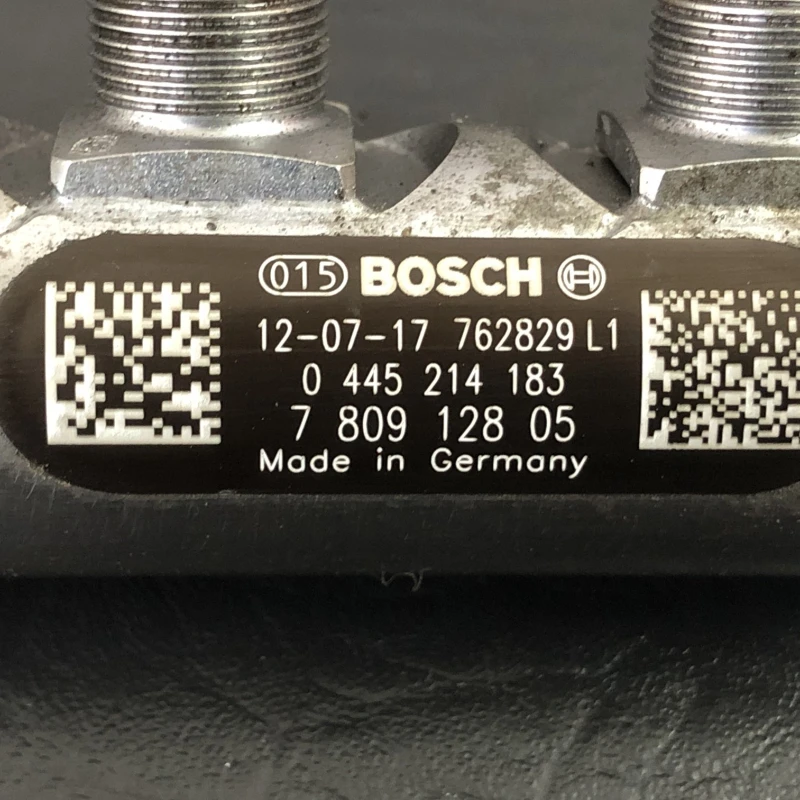 015 BOSCH
12-07-17 762829 L1
0 445 214 183
7 809 128 05
Made in Germany